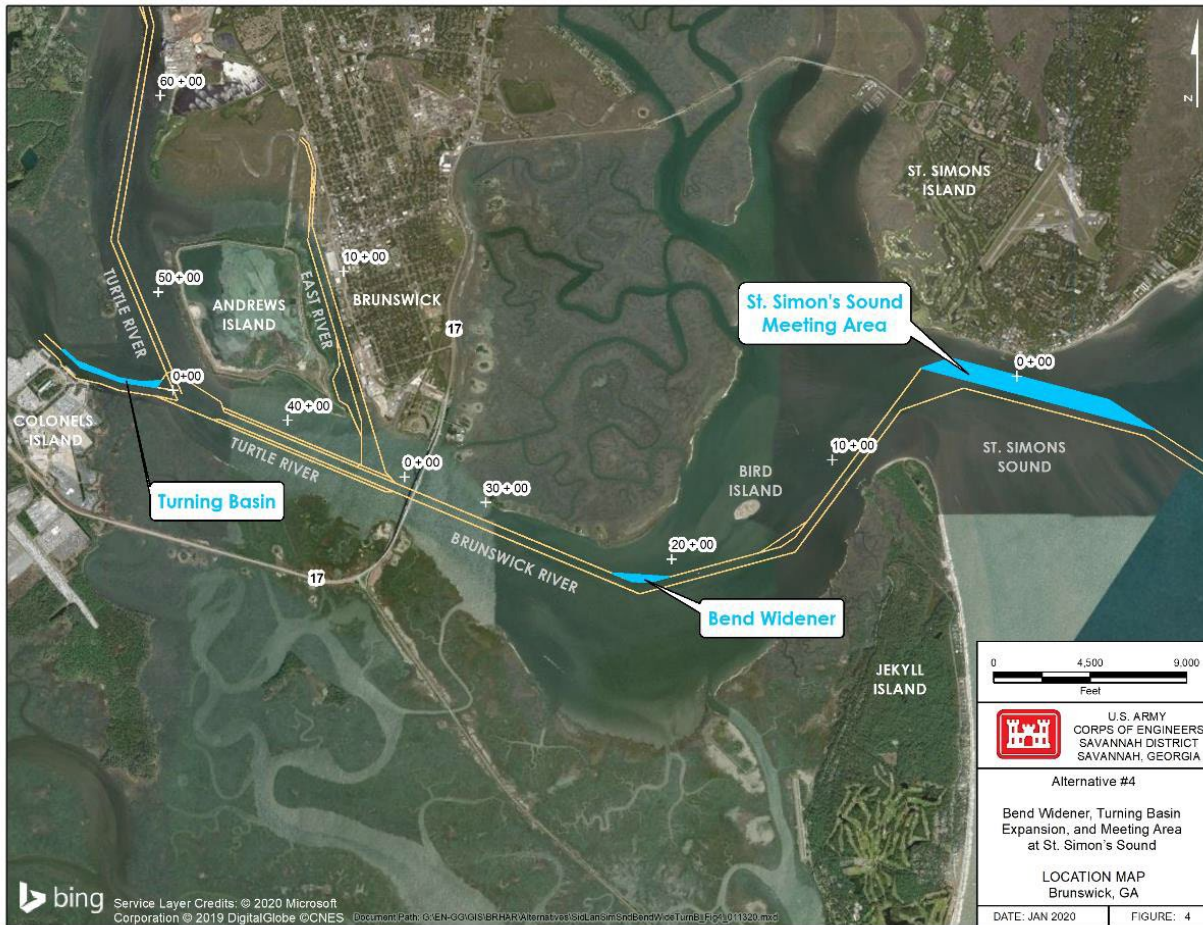 60 + 00
N
ST. SIMONS
ISLAND
50 + 00
10 + 00
TURTLE RIVER
ANDREWS
ISLAND
EAST RIVER
BRUNSWICK
17
St. Simon's Sound
Meeting Area
0+00
0 + 00
COLONELS
ISLAND
40 + 00
TURTLE RIVER
Turning Basin
0 + 00
30 + 00
10 + 00
BIRD
ISLAND
ST. SIMONS
SOUND
BRUNSWICK RIVER
20 + 00
17
Bend Widener
JEKYLL
ISLAND
0 4,500 9,000
Feet
U.S. ARMY
CORPS OF ENGINEERS
SAVANNAH DISTRICT
SAVANNAH, GEORGIA
Alternative #4
Bend Widener, Turning Basin
Expansion, and Meeting Area
at St. Simon's Sound
LOCATION MAP
Brunswick, GA
DATE: JAN 2020 FIGURE: 4
bing
Service Layer Credits: © 2020 Microsoft
Corporation © 2019 DigitalGlobe ©CNES
Document Path: